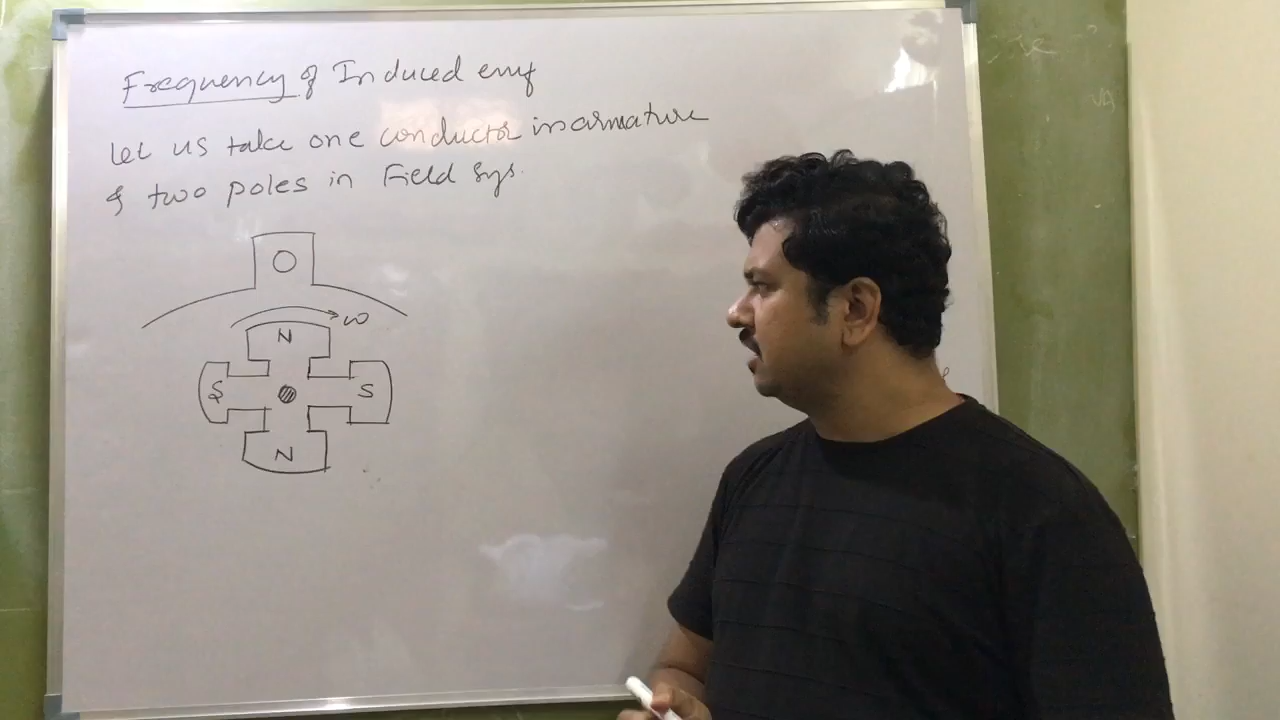 Frequency of Induced emf
Let us take one conductor in armature
& two poles in Field Sys.
ω
N
S
S
N